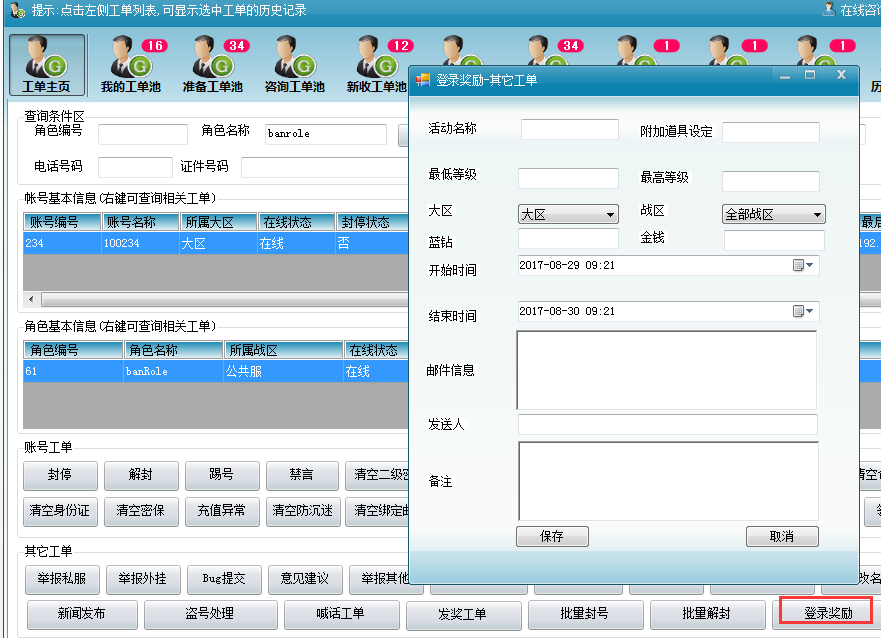 提示:点击左侧工单列表,可显示选中工单的历史记录
在线咨
16 34 12 34 1 1 1
工单主页 我的工单池 准备工单池 咨询工单池 新收工单池
登录奖励-其它工单
查询条件区
角色编号 角色名称 banrole
电话号码 证件号码
帐号基本信息(右键可查询相关工单)
账号编号 账号名称 所属大区 在线状态 封停状态 最后
234 100234 大区 在线 否 192.
角色基本信息(右键可查询相关工单)
角色编号 角色名称 所属战区 在线状态
61 banRole 公共服 在线
账号工单
封停 解封 踢号 禁言 清空二级密
清空身份证 清空密保 充值异常 清空防沉迷 清空绑定
其它工单
举报私服 举报外挂 Bug提交 意见建议 举报其他 改名
新闻发布 盗号处理 喊话工单 发奖工单 批量封号 批量解封 登录奖励
活动名称 附加道具设定
最低等级 最高等级
大区 大区 战区 全部战区
蓝钻 金钱
开始时间 2017-08-29 09:21
结束时间 2017-08-30 09:21
邮件信息
发送人
备注
保存 取消